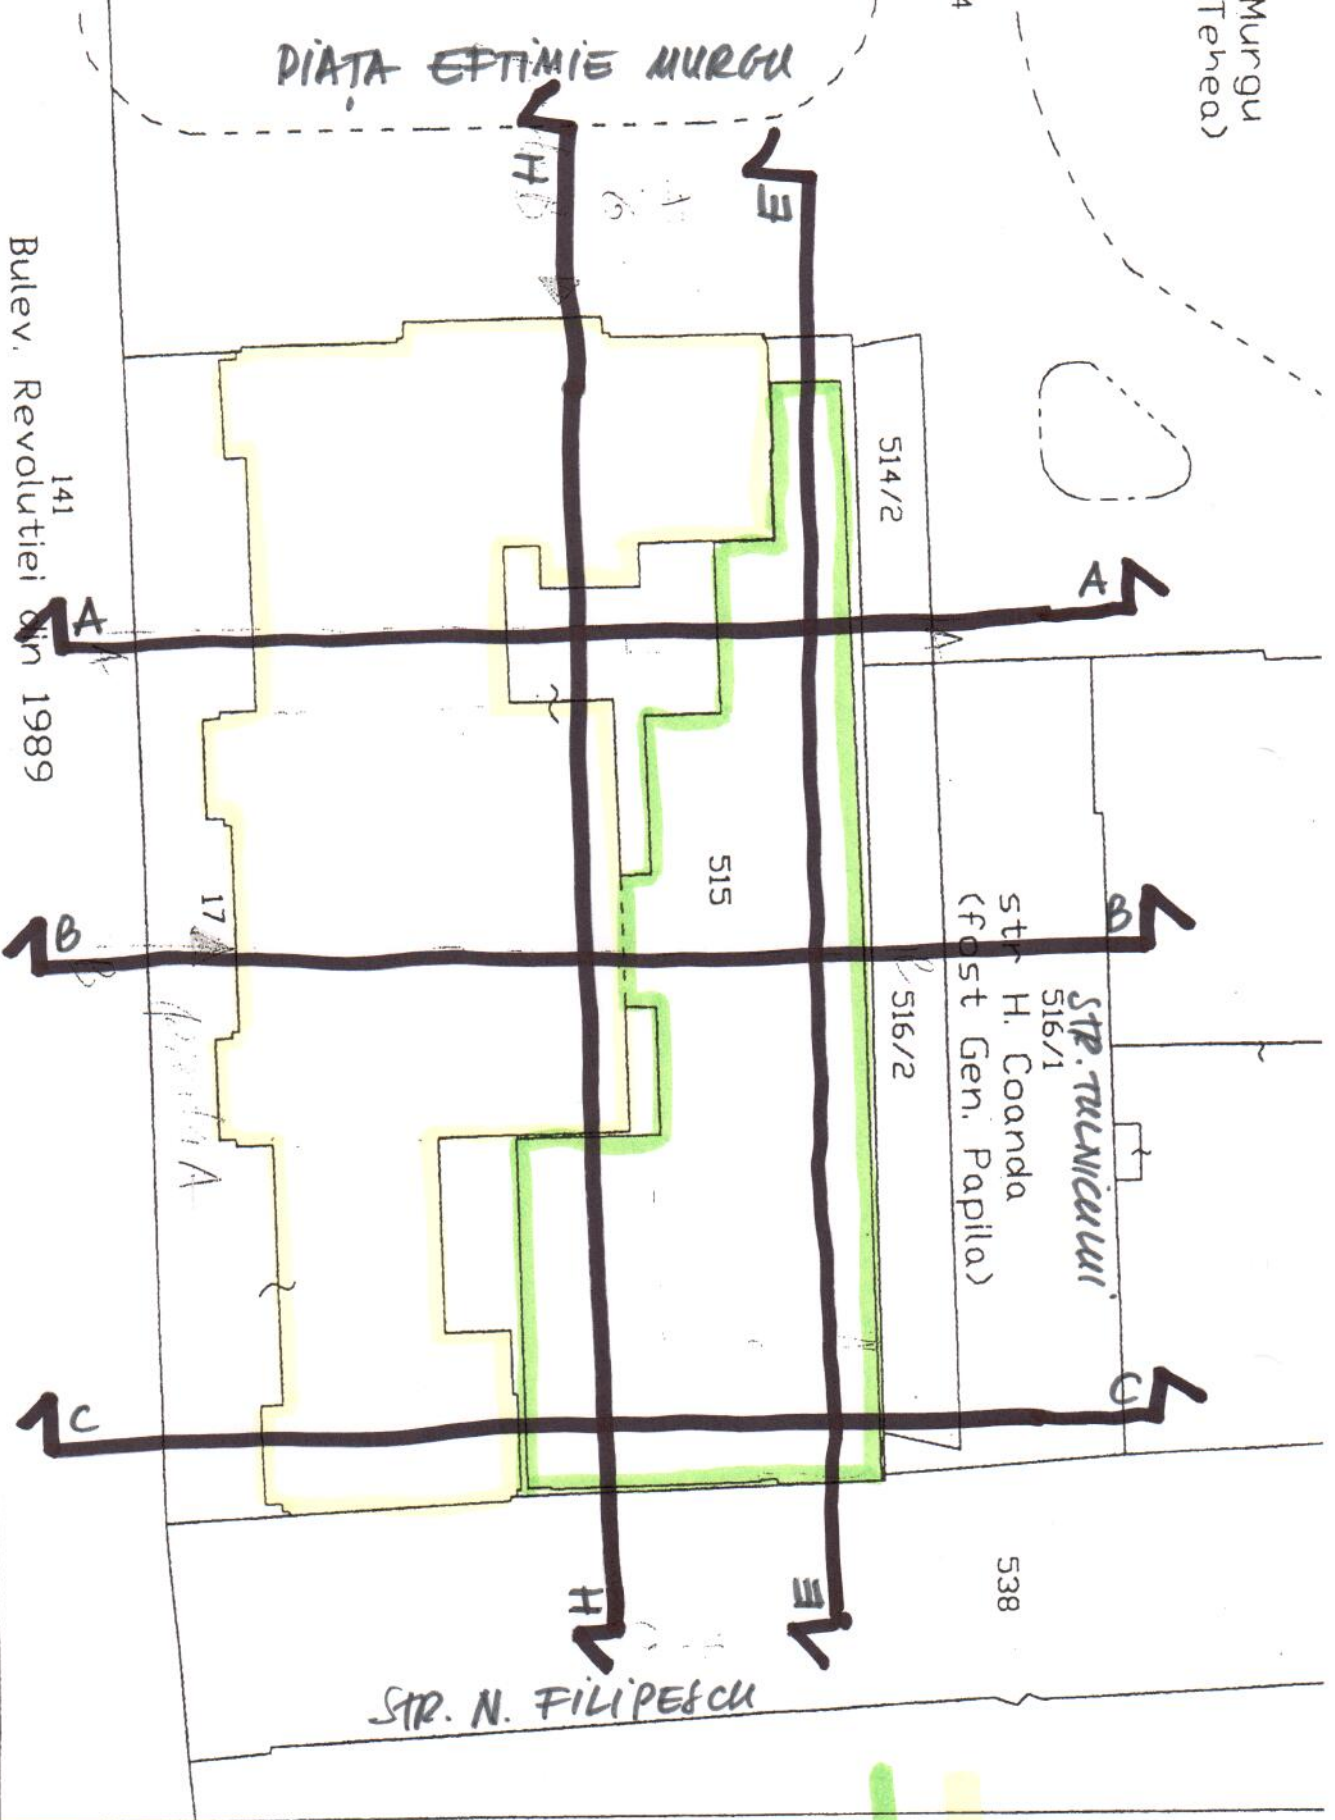 Murgu
Tehea)
4
PIAȚA EFTIMIE MURGU
H
E
514/2
A
A
141
Bulev. Revolutiei din 1989
515
17
B
B
516/2
STR. TULNICULUI
516/1
str H. Coanda
(fost Gen. Papila)
C
C
538
H
E
STR. N. FILIPESCU